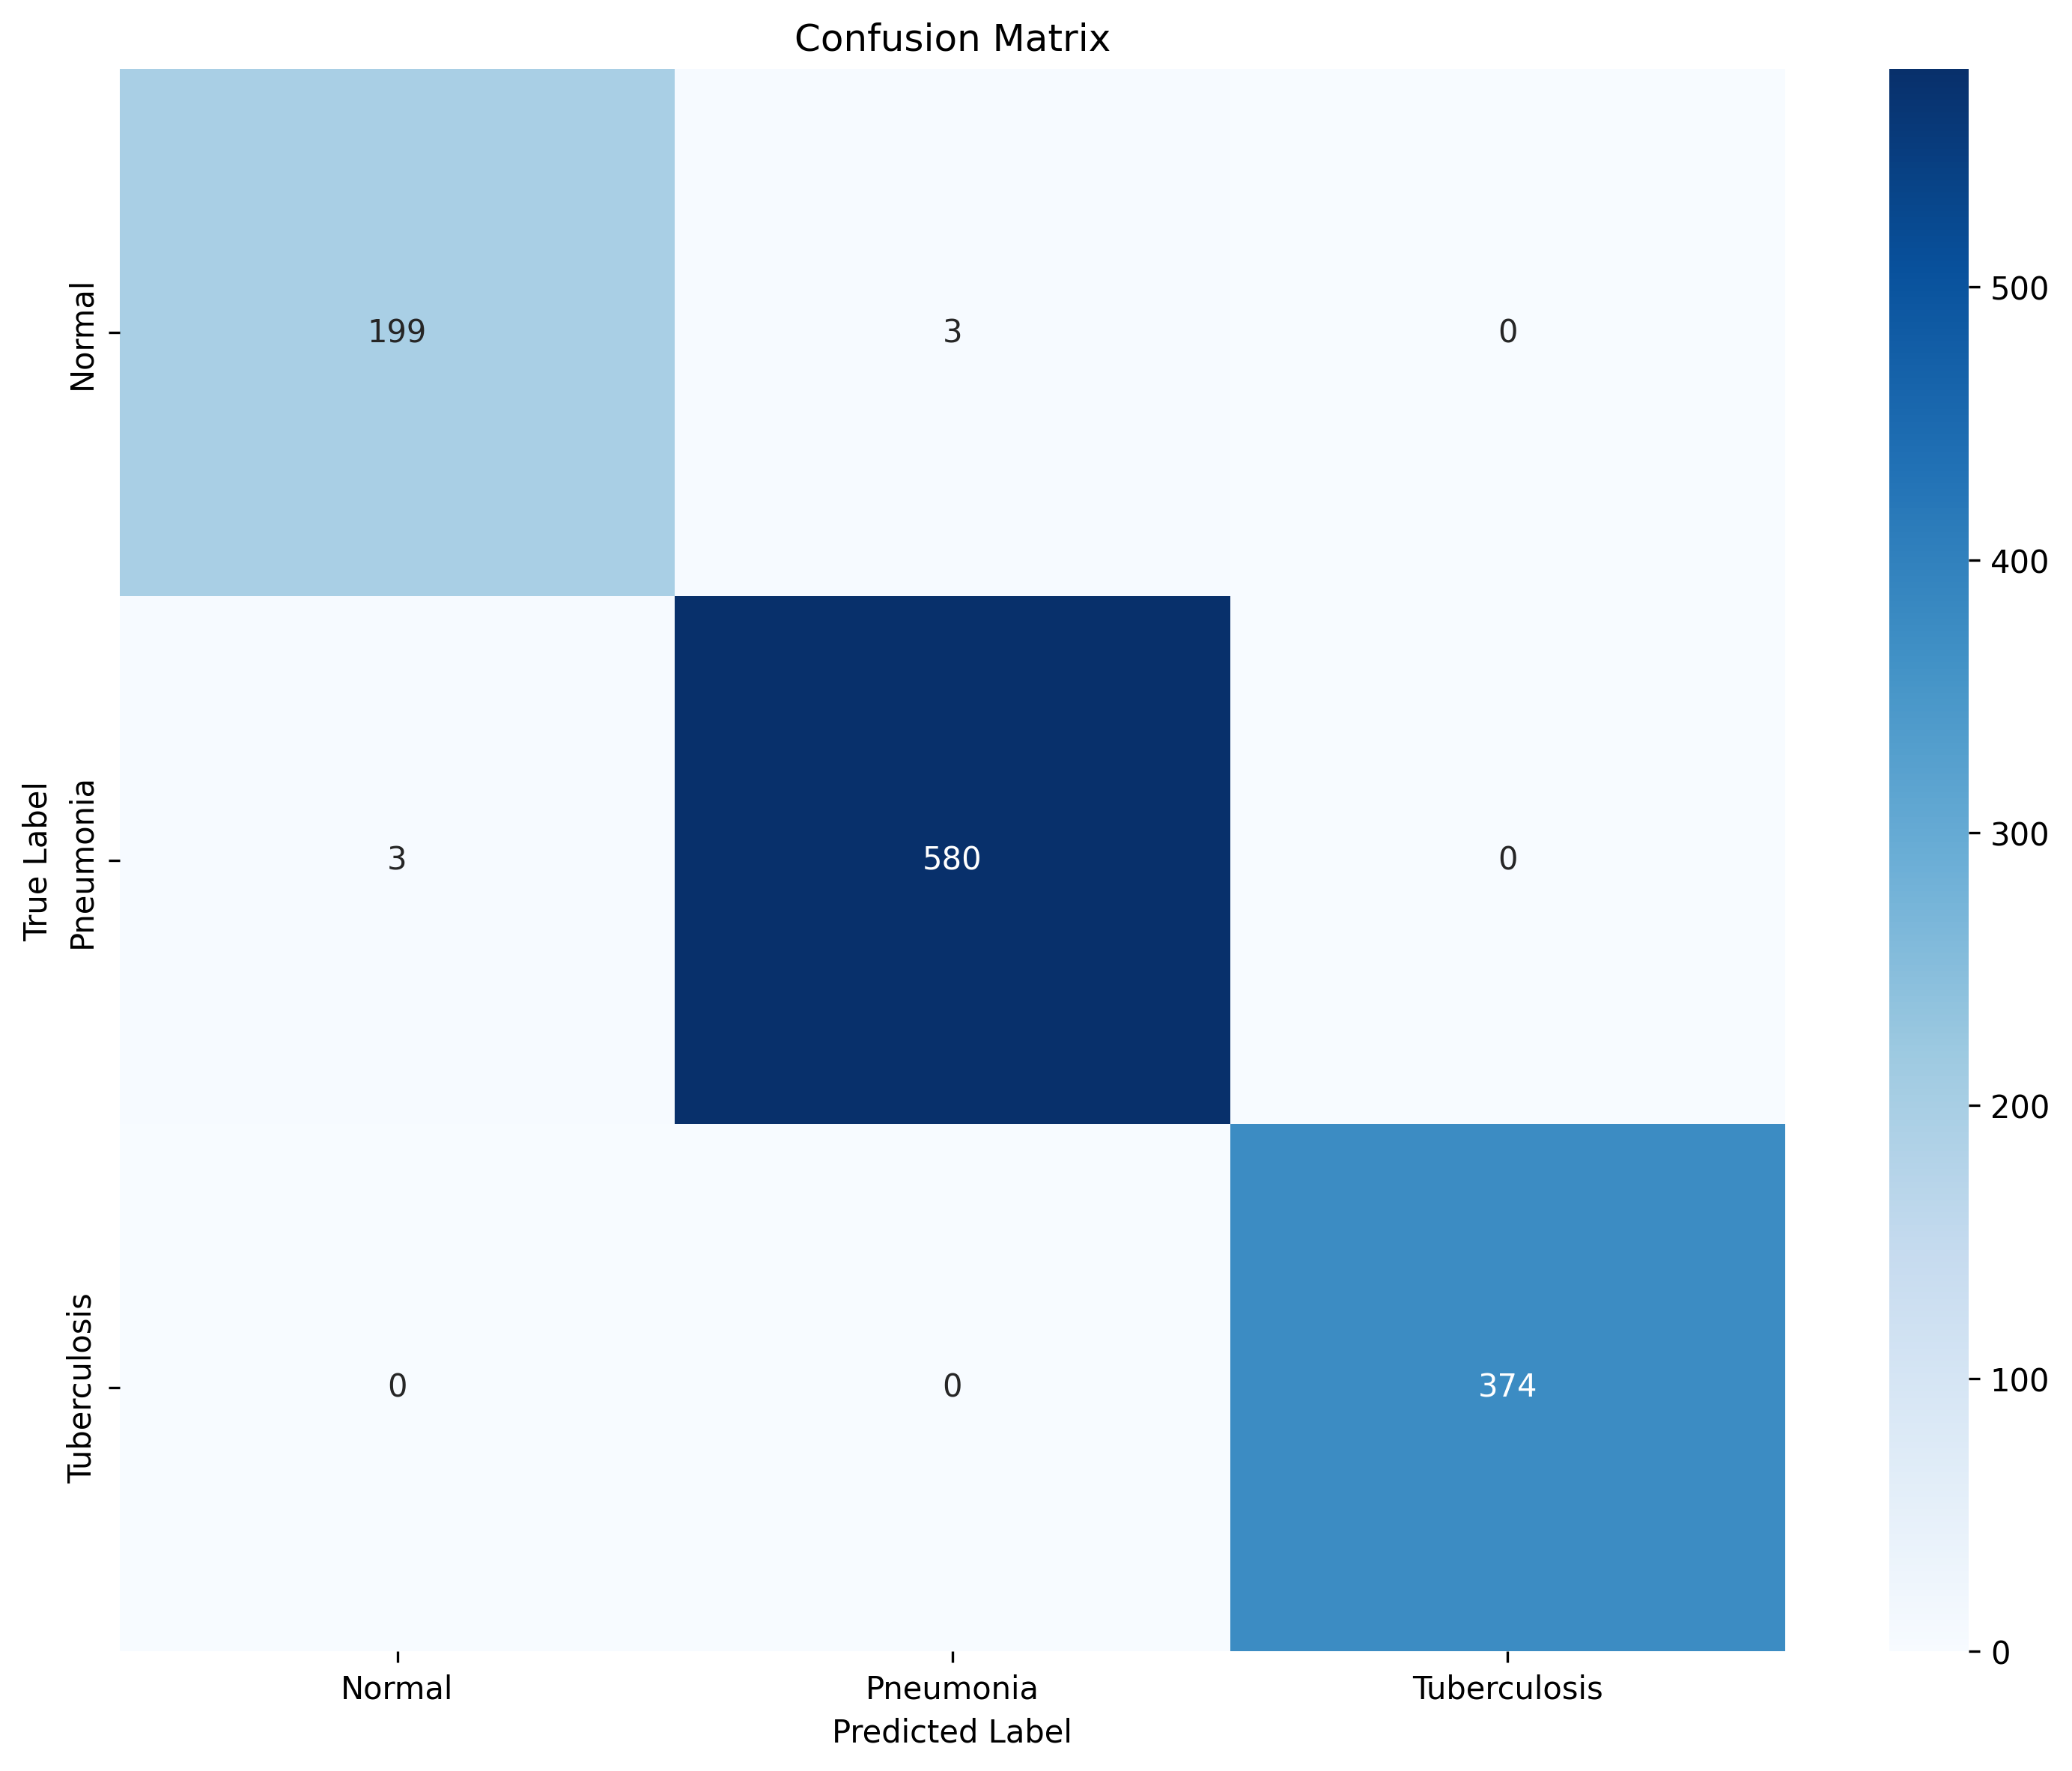 Confusion Matrix
True Label
Normal
199 3 0
Pneumonia
3 580 0
Tuberculosis
0 0 374
Normal Pneumonia Tuberculosis
Predicted Label
500
400
300
200
100
0